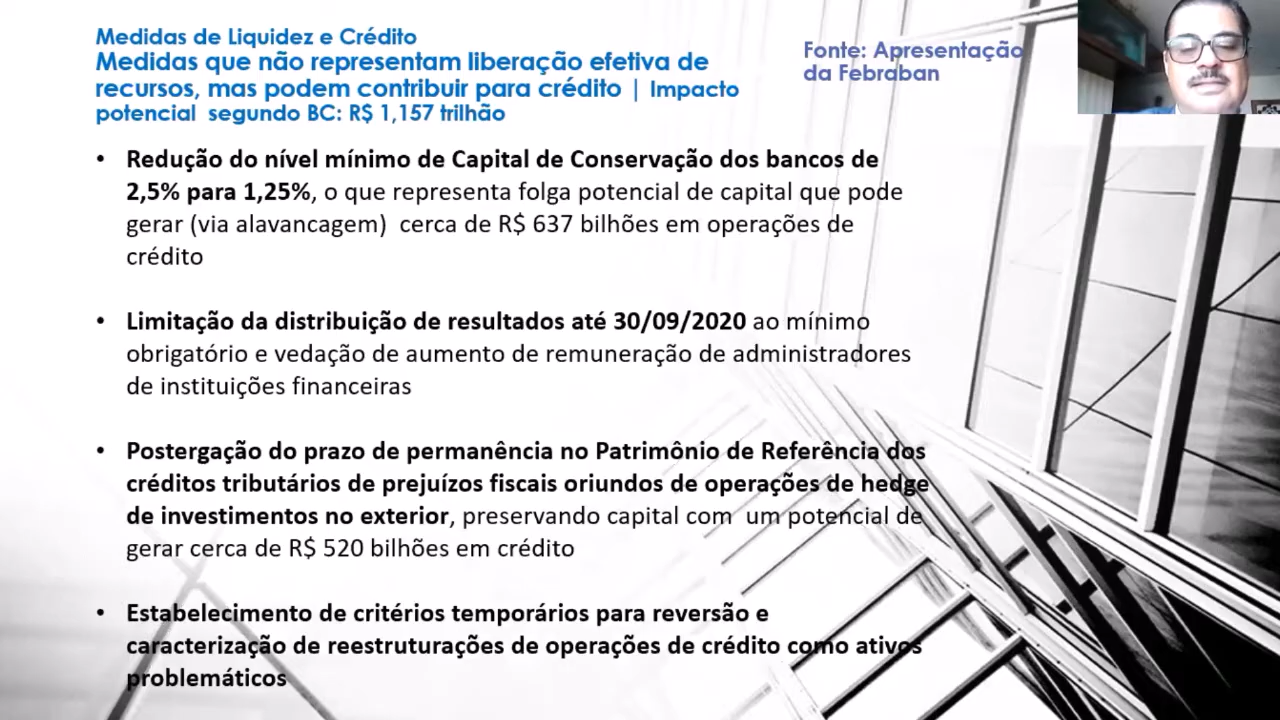 Medidas de Liquidez e Crédito
Medidas que não representam liberação efetiva de
recursos, mas podem contribuir para crédito | Impacto
potencial segundo BC: R$ 1,157 trilhão
Fonte: Apresentação
da Febraban
• Redução do nível mínimo de Capital de Conservação dos bancos de
2,5% para 1,25%, o que representa folga potencial de capital que pode
gerar (via alavancagem) cerca de R$ 637 bilhões em operações de
crédito
• Limitação da distribuição de resultados até 30/09/2020 ao mínimo
obrigatório e vedação de aumento de remuneração de administradores
de instituições financeiras
• Postergação do prazo de permanência no Patrimônio de Referência dos
créditos tributários de prejuízos fiscais oriundos de operações de hedge
de investimentos no exterior, preservando capital com um potencial de
gerar cerca de R$ 520 bilhões em crédito
• Estabelecimento de critérios temporários para reversão e
caracterização de reestruturações de operações de crédito como ativos
problemáticos